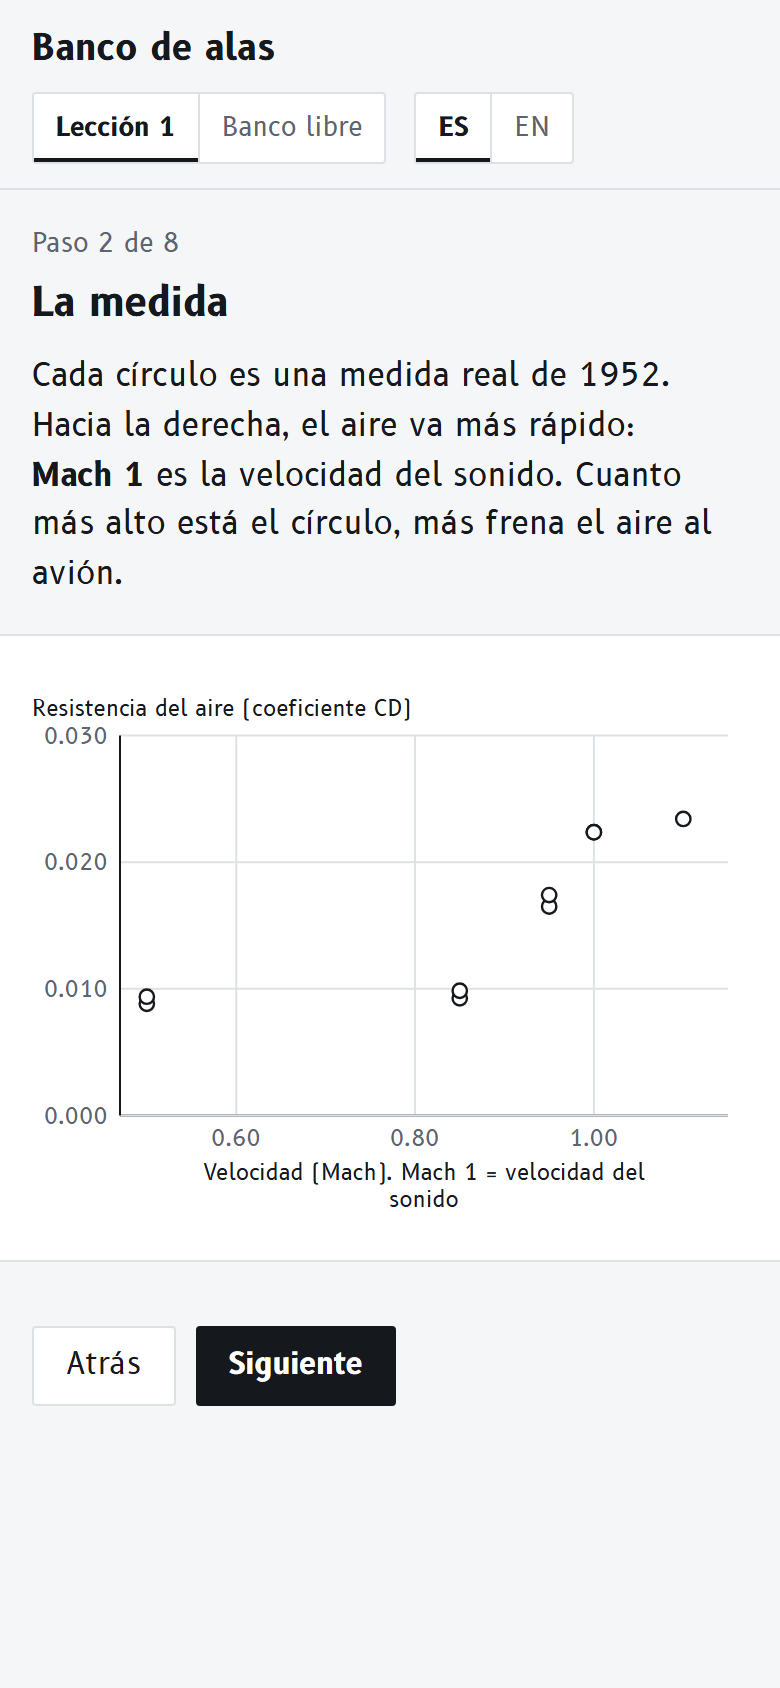 Banco de alas
Lección 1
Banco libre
ES
EN
Paso 2 de 8
La medida
Cada círculo es una medida real de 1952.
Hacia la derecha, el aire va más rápido:
Mach 1 es la velocidad del sonido. Cuanto
más alto está el círculo, más frena el aire al
avión.
Resistencia del aire (coeficiente CD)
0.030
0.020
0.010
0.000
0.60
0.80
1.00
Velocidad (Mach). Mach 1 = velocidad del
sonido
Atrás
Siguiente